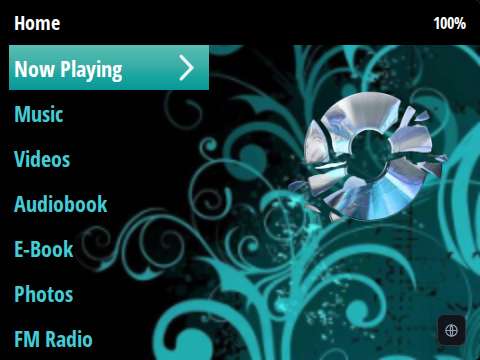 Home
100%
Now Playing
Music
Videos
Audiobook
E-Book
Photos
FM Radio